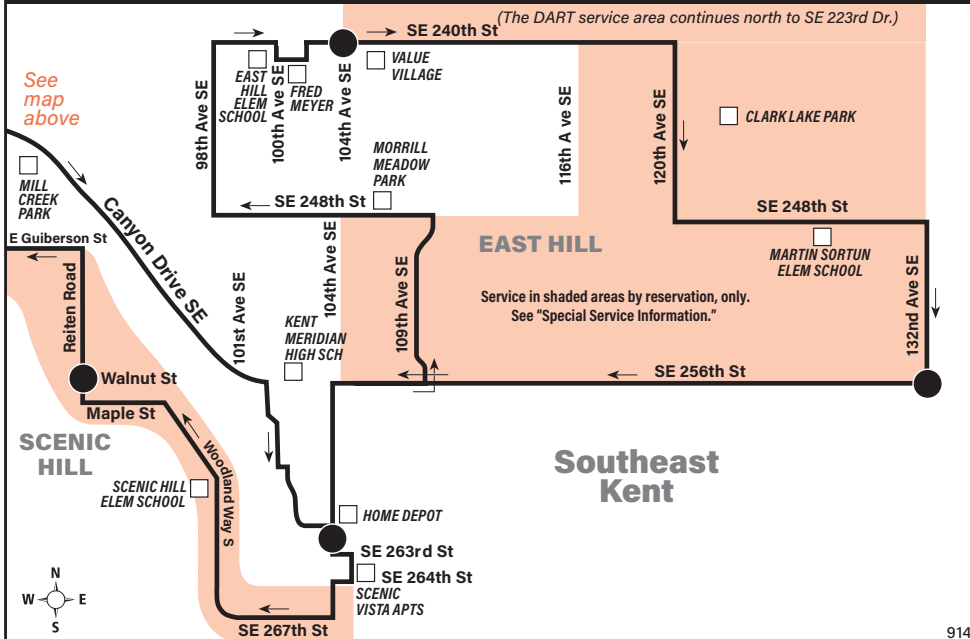 (The DART service area continues north to SE 223rd Dr.)
SE 240th St
See
map
above
EAST
HILL
ELEM
SCHOOL
100th Ave SE
FRED
MEYER
104th Ave SE
VALUE
VILLAGE
98th Ave SE
116th A ve SE
120th Ave SE
CLARK LAKE PARK
MORRILL
MEADOW
PARK
MILL
CREEK
PARK
SE 248th St
SE 248th St
E Guiberson St
Canyon Drive SE
104th Ave SE
EAST HILL
MARTIN SORTUN
ELEM SCHOOL
Reiten Road
101st Ave SE
109th Ave SE
132nd Ave SE
Service in shaded areas by reservation, only.
See “Special Service Information.”
KENT
MERIDIAN
HIGH SCH
Walnut St
SE 256th St
Maple St
SCENIC
HILL
Woodland Way S
Southeast
Kent
SCENIC HILL
ELEM SCHOOL
HOME DEPOT
SE 263rd St
SE 264th St
SCENIC
VISTA APTS
N
W E
S
SE 267th St
914